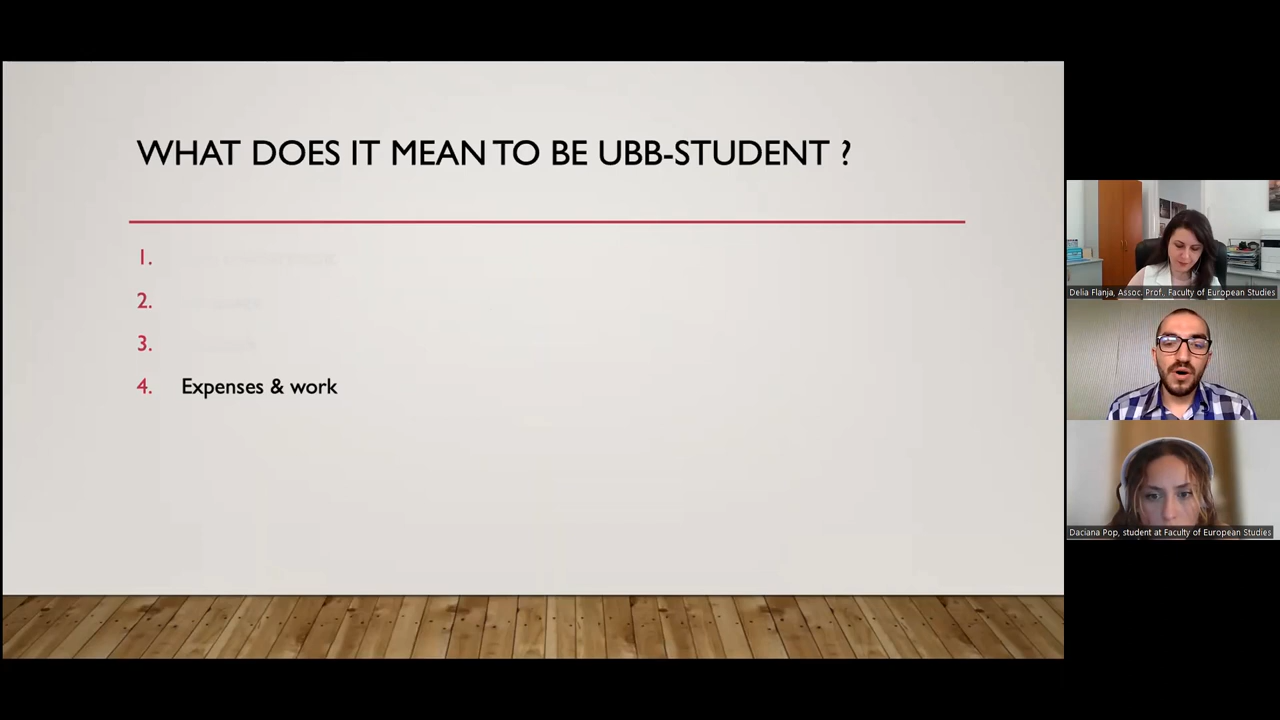 WHAT DOES IT MEAN TO BE UBB-STUDENT ?
1.
2.
3.
4. Expenses & work
Delia Flanja, Assoc. Prof., Faculty of European Studies
Daciana Pop, student at Faculty of European Studies